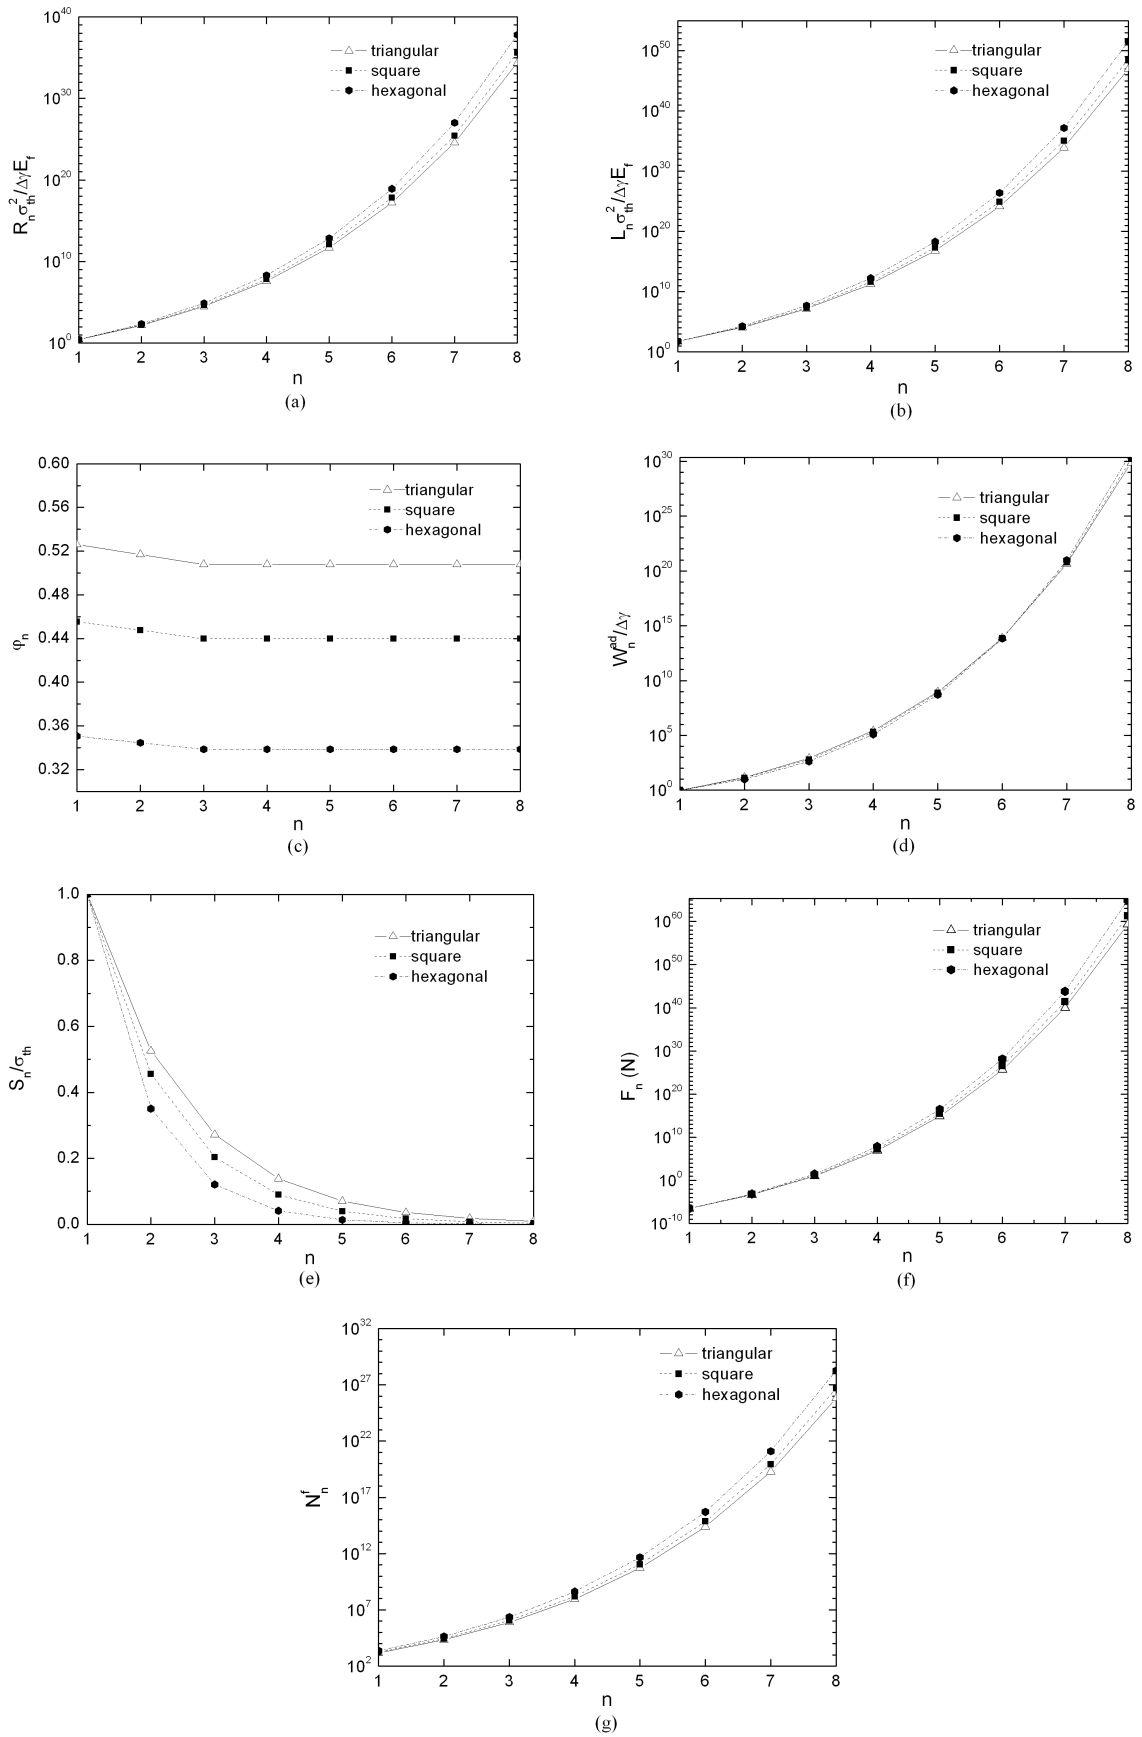 10^40
10^30
10^20
10^10
10^0
R_n σ_th^2/Δγ E_f
triangular
square
hexagonal
1 2 3 4 5 6 7 8
n
(a)
10^50
10^40
10^30
10^20
10^10
10^0
L_n σ_th^2/Δγ E_f
triangular
square
hexagonal
1 2 3 4 5 6 7 8
n
(b)
0.60
0.56
0.52
0.48
0.44
0.40
0.36
0.32
φ_n
triangular
square
hexagonal
1 2 3 4 5 6 7 8
n
(c)
10^30
10^25
10^20
10^15
10^10
10^5
10^0
W_n^ad/Δγ
triangular
square
hexagonal
1 2 3 4 5 6 7 8
n
(d)
1.0
0.8
0.6
0.4
0.2
0.0
S_n/σ_th
triangular
square
hexagonal
1 2 3 4 5 6 7 8
n
(e)
10^60
10^50
10^40
10^30
10^20
10^10
10^0
10^-10
F_n (N)
triangular
square
hexagonal
1 2 3 4 5 6 7 8
n
(f)
10^32
10^27
10^22
10^17
10^12
10^7
10^2
N_n^f
triangular
square
hexagonal
1 2 3 4 5 6 7 8
n
(g)